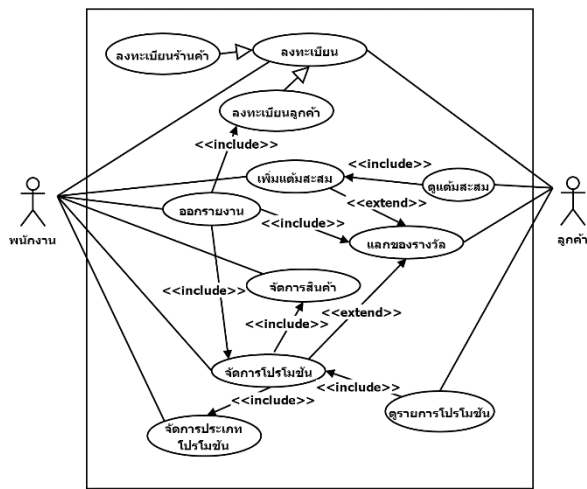 ลงทะเบียนร้านค้า
ลงทะเบียน
ลงทะเบียนลูกค้า
<<include>>
<<include>>
เพิ่มแต้มสะสม
ดูแต้มสะสม
<<extend>>
ออกรายงาน
<<include>>
แลกของรางวัล
พนักงาน
ลูกค้า
<<include>>
จัดการสินค้า
<<extend>>
<<include>>
จัดการโปรโมชัน
<<include>>
<<include>>
ดูรายการโปรโมชัน
จัดการประเภท
โปรโมชัน